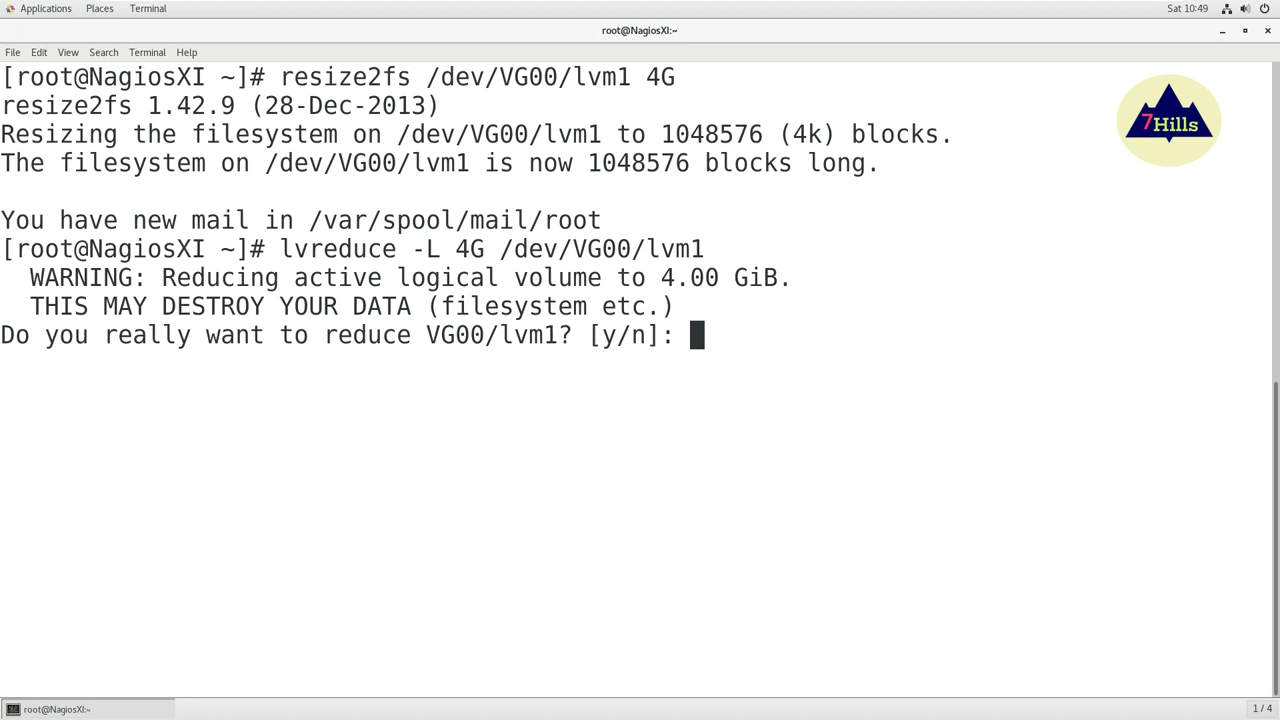 Applications Places Terminal Sat 10:49
root@NagiosXI:~
File Edit View Search Terminal Help
[root@NagiosXI ~]# resize2fs /dev/VG00/lvm1 4G
resize2fs 1.42.9 (28-Dec-2013)
Resizing the filesystem on /dev/VG00/lvm1 to 1048576 (4k) blocks.
The filesystem on /dev/VG00/lvm1 is now 1048576 blocks long.
7Hills
You have new mail in /var/spool/mail/root
[root@NagiosXI ~]# lvreduce -L 4G /dev/VG00/lvm1
WARNING: Reducing active logical volume to 4.00 GiB.
THIS MAY DESTROY YOUR DATA (filesystem etc.)
Do you really want to reduce VG00/lvm1? [y/n]:
root@NagiosXI:~ 1 / 4